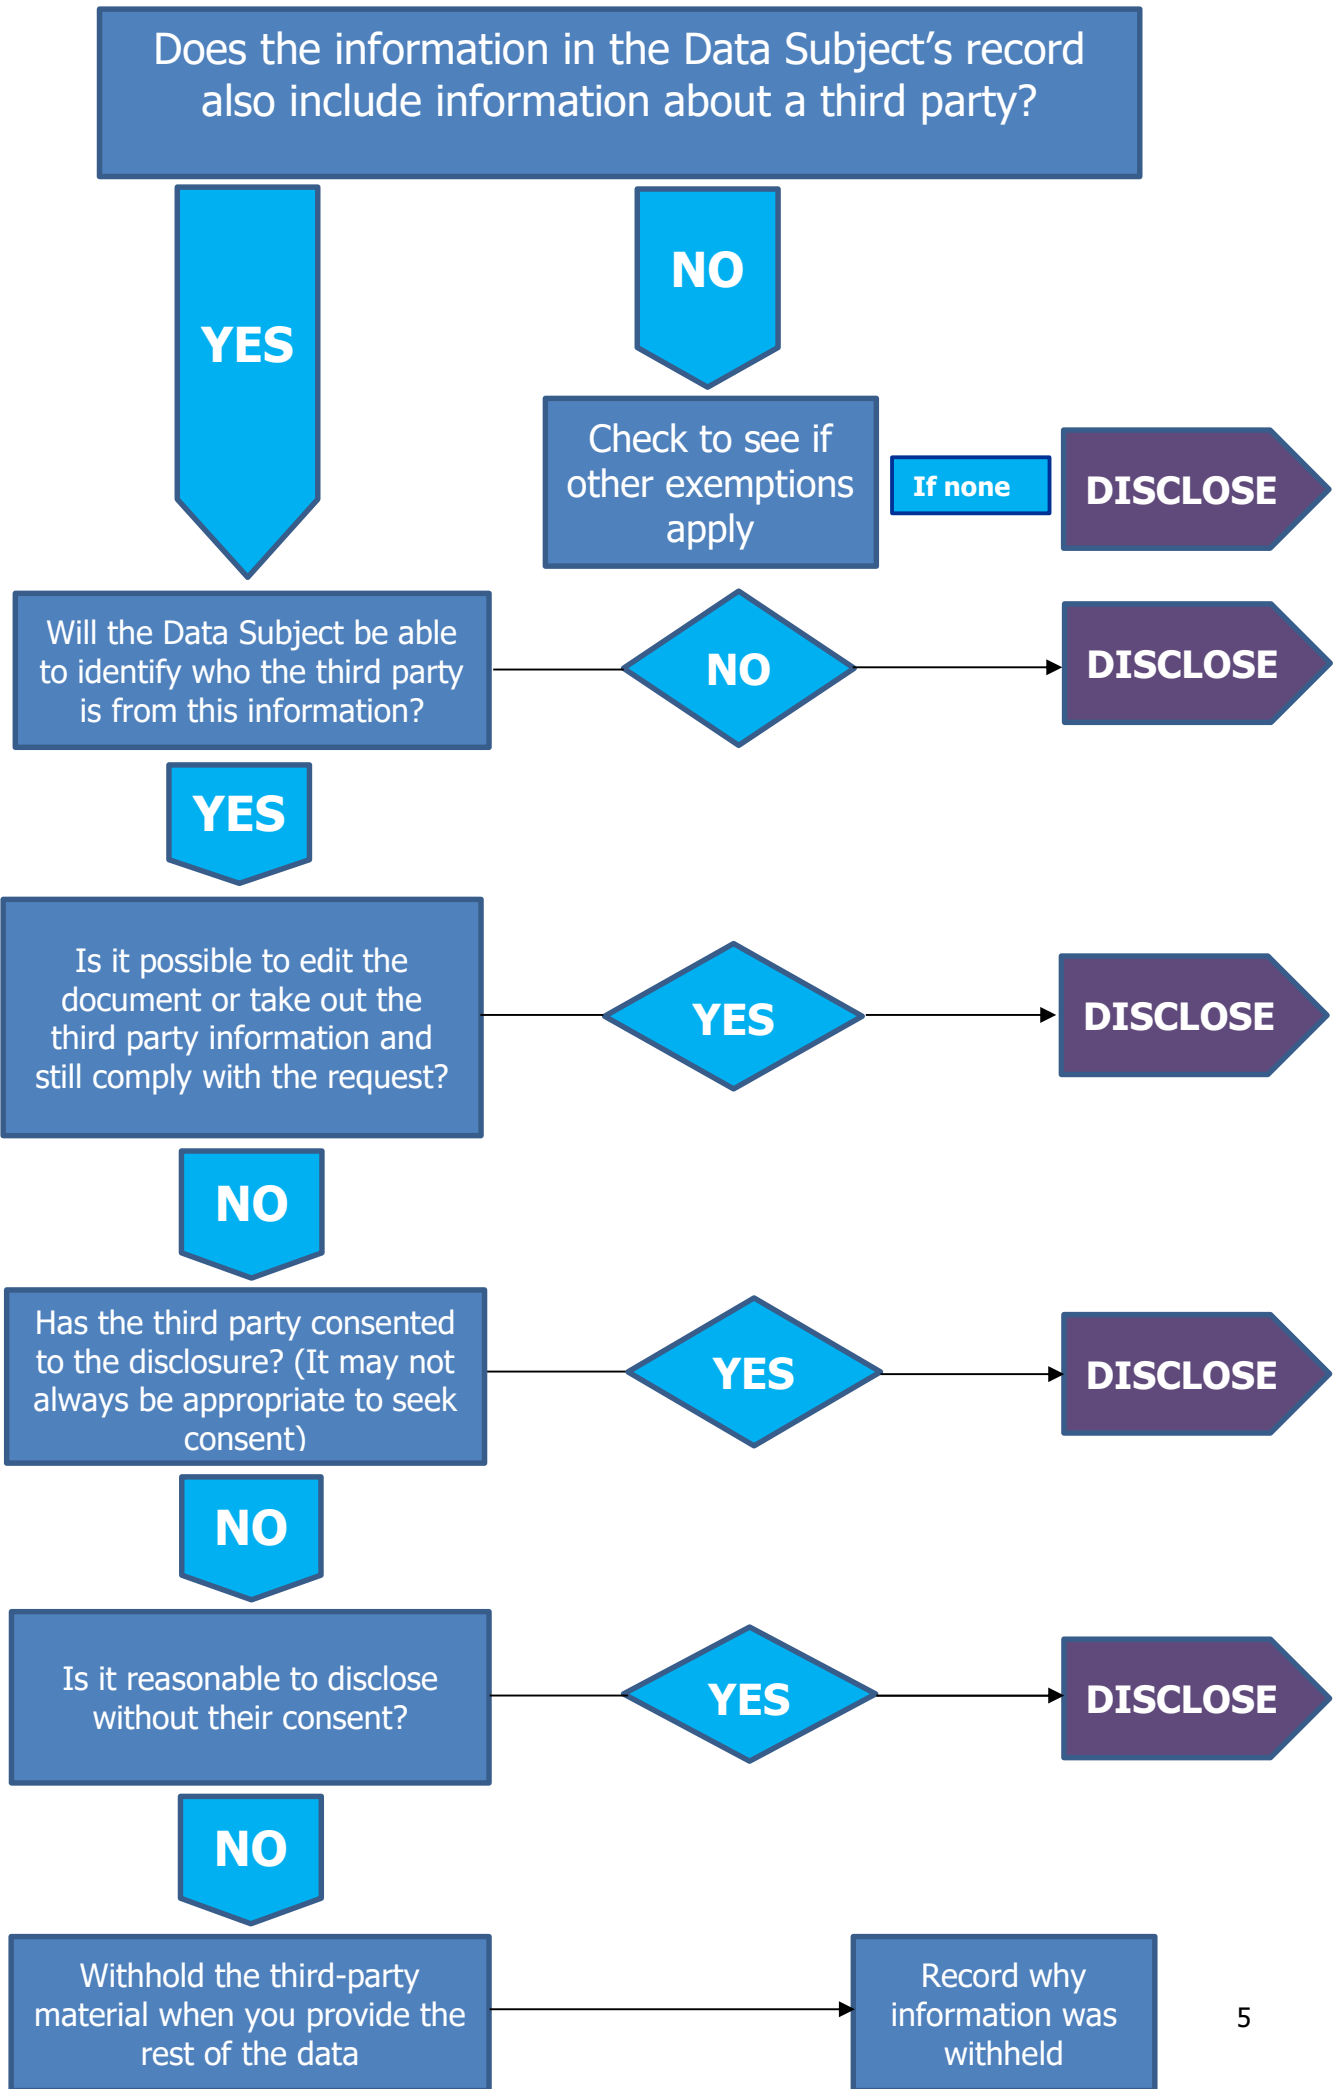 Does the information in the Data Subject’s record
also include information about a third party?
YES
NO
Check to see if
other exemptions
apply
If none
DISCLOSE
Will the Data Subject be able
to identify who the third party
is from this information?
NO
DISCLOSE
YES
Is it possible to edit the
document or take out the
third party information and
still comply with the request?
YES
DISCLOSE
NO
Has the third party consented
to the disclosure? (It may not
always be appropriate to seek
consent)
YES
DISCLOSE
NO
Is it reasonable to disclose
without their consent?
YES
DISCLOSE
NO
Withhold the third-party
material when you provide the
rest of the data
Record why
information was
withheld
5